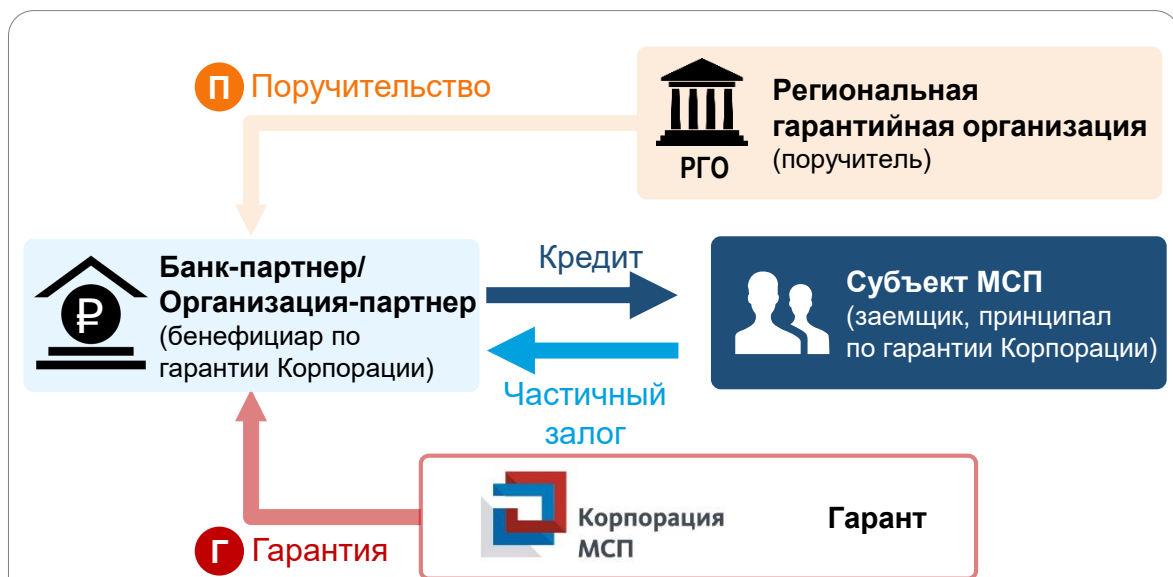 П Поручительство
Региональная
гарантийная организация
(поручитель)
РГО
Банк-партнер/
Организация-партнер
(бенефициар по
гарантии Корпорации)
₽
Кредит
Частичный
залог
Субъект МСП
(заемщик, принципал
по гарантии Корпорации)
Г Гарантия
Корпорация
МСП
Гарант